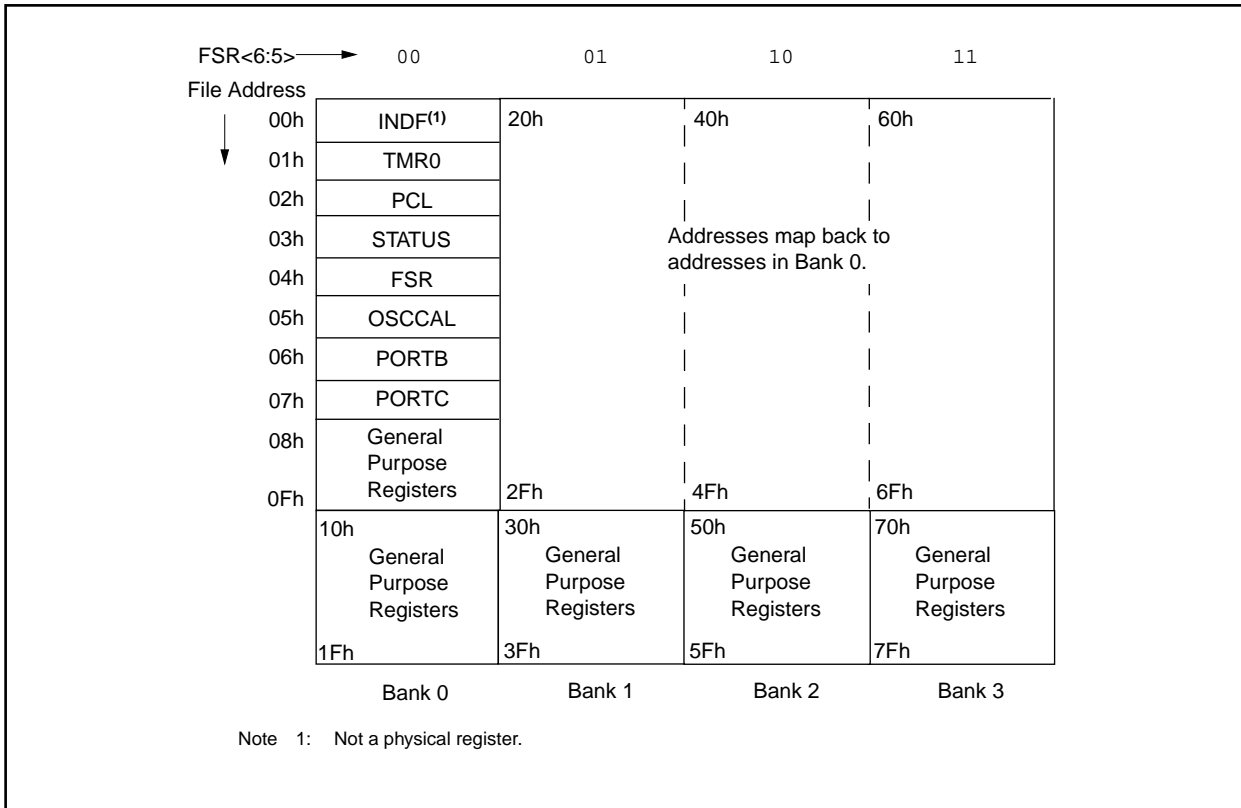 FSR<6:5> 00 01 10 11
File Address
00h INDF(1) 20h 40h 60h
01h TMR0
02h PCL
03h STATUS Addresses map back to
addresses in Bank 0.
04h FSR
05h OSCCAL
06h PORTB
07h PORTC
08h General
Purpose
Registers
0Fh 2Fh 4Fh 6Fh
10h 30h 50h 70h
General General General General
Purpose Purpose Purpose Purpose
Registers Registers Registers Registers
1Fh 3Fh 5Fh 7Fh
Bank 0 Bank 1 Bank 2 Bank 3
Note 1: Not a physical register.